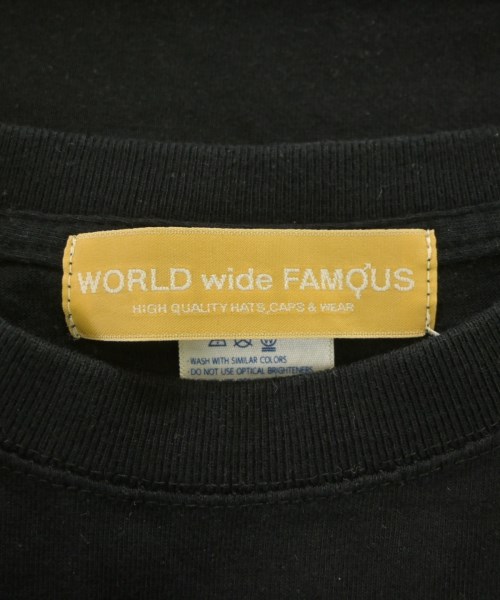 WORLD wide FAMOUS
HIGH QUALITY HATS, CAPS & WEAR
· WASH WITH SIMILAR COLORS
· DO NOT USE OPTICAL BRIGHTENERS